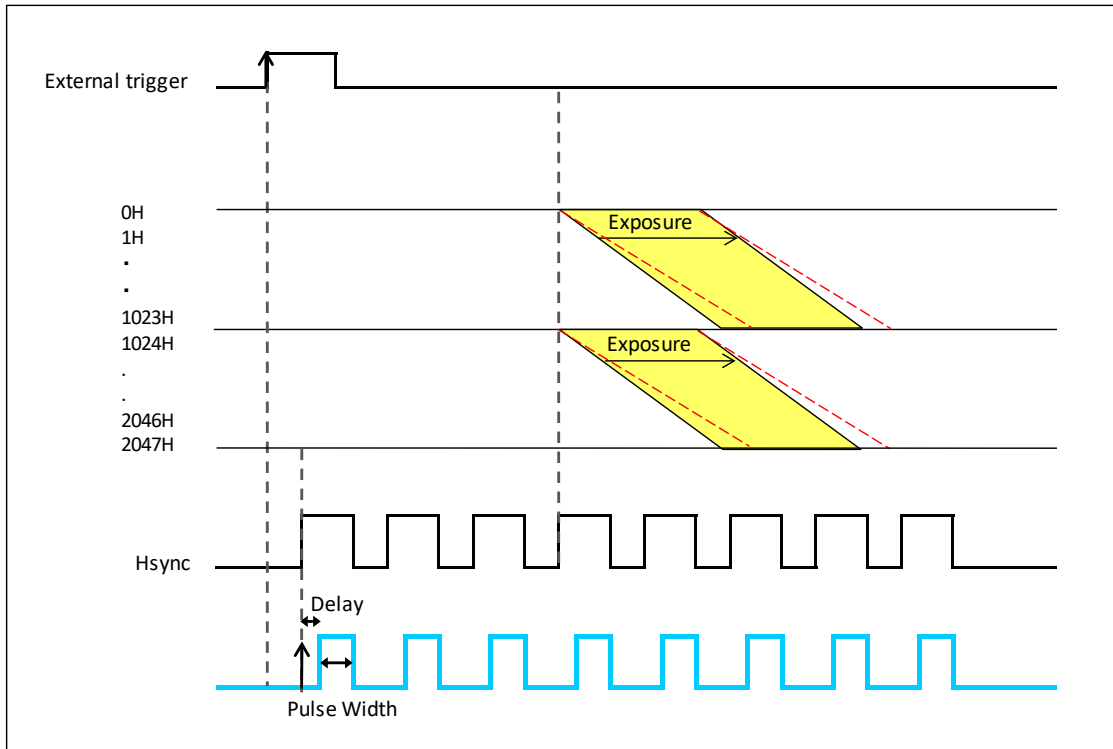 External trigger
0H
1H
.
.
1023H
1024H
.
.
2046H
2047H
Exposure
Exposure
Hsync
Delay
Pulse Width